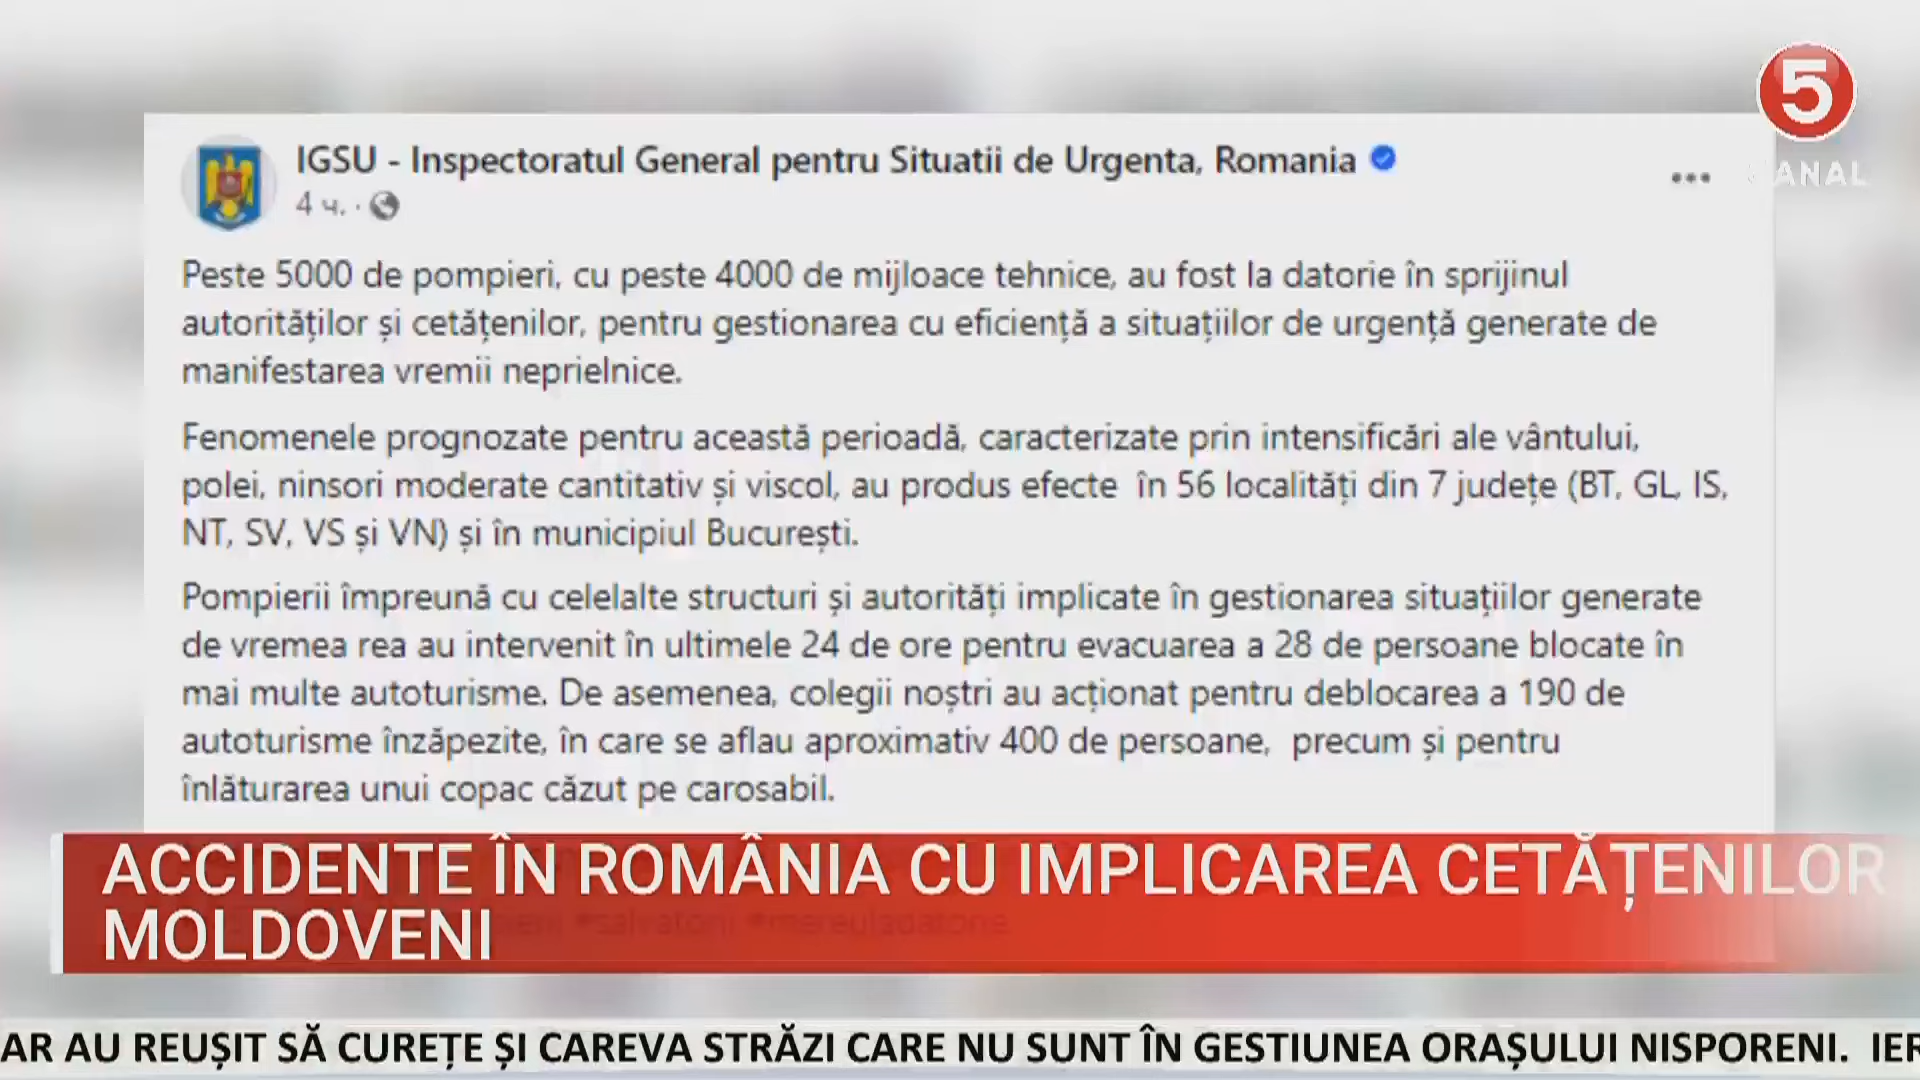 5
CANAL
IGSU - Inspectoratul General pentru Situatii de Urgenta, Romania
4 ч. ·
Peste 5000 de pompieri, cu peste 4000 de mijloace tehnice, au fost la datorie în sprijinul
autorităților și cetățenilor, pentru gestionarea cu eficiență a situațiilor de urgență generate de
manifestarea vremii neprielnice.
Fenomenele prognozate pentru această perioadă, caracterizate prin intensificări ale vântului,
polei, ninsori moderate cantitativ și viscol, au produs efecte în 56 localități din 7 județe (BT, GL, IS,
NT, SV, VS și VN) și în municipiul București.
Pompierii împreună cu celelalte structuri și autorități implicate în gestionarea situațiilor generate
de vremea rea au intervenit în ultimele 24 de ore pentru evacuarea a 28 de persoane blocate în
mai multe autoturisme. De asemenea, colegii noștri au acționat pentru deblocarea a 190 de
autoturisme înzăpezite, în care se aflau aproximativ 400 de persoane, precum și pentru
înlăturarea unui copac căzut pe carosabil.
ACCIDENTE ÎN ROMÂNIA CU IMPLICAREA CETĂȚENILOR
MOLDOVENI
#salvatorii #mereuladatorie
AR AU REUȘIT SĂ CUREȚE ȘI CAREVA STRĂZI CARE NU SUNT ÎN GESTIUNEA ORAȘULUI NISPORENI. IER